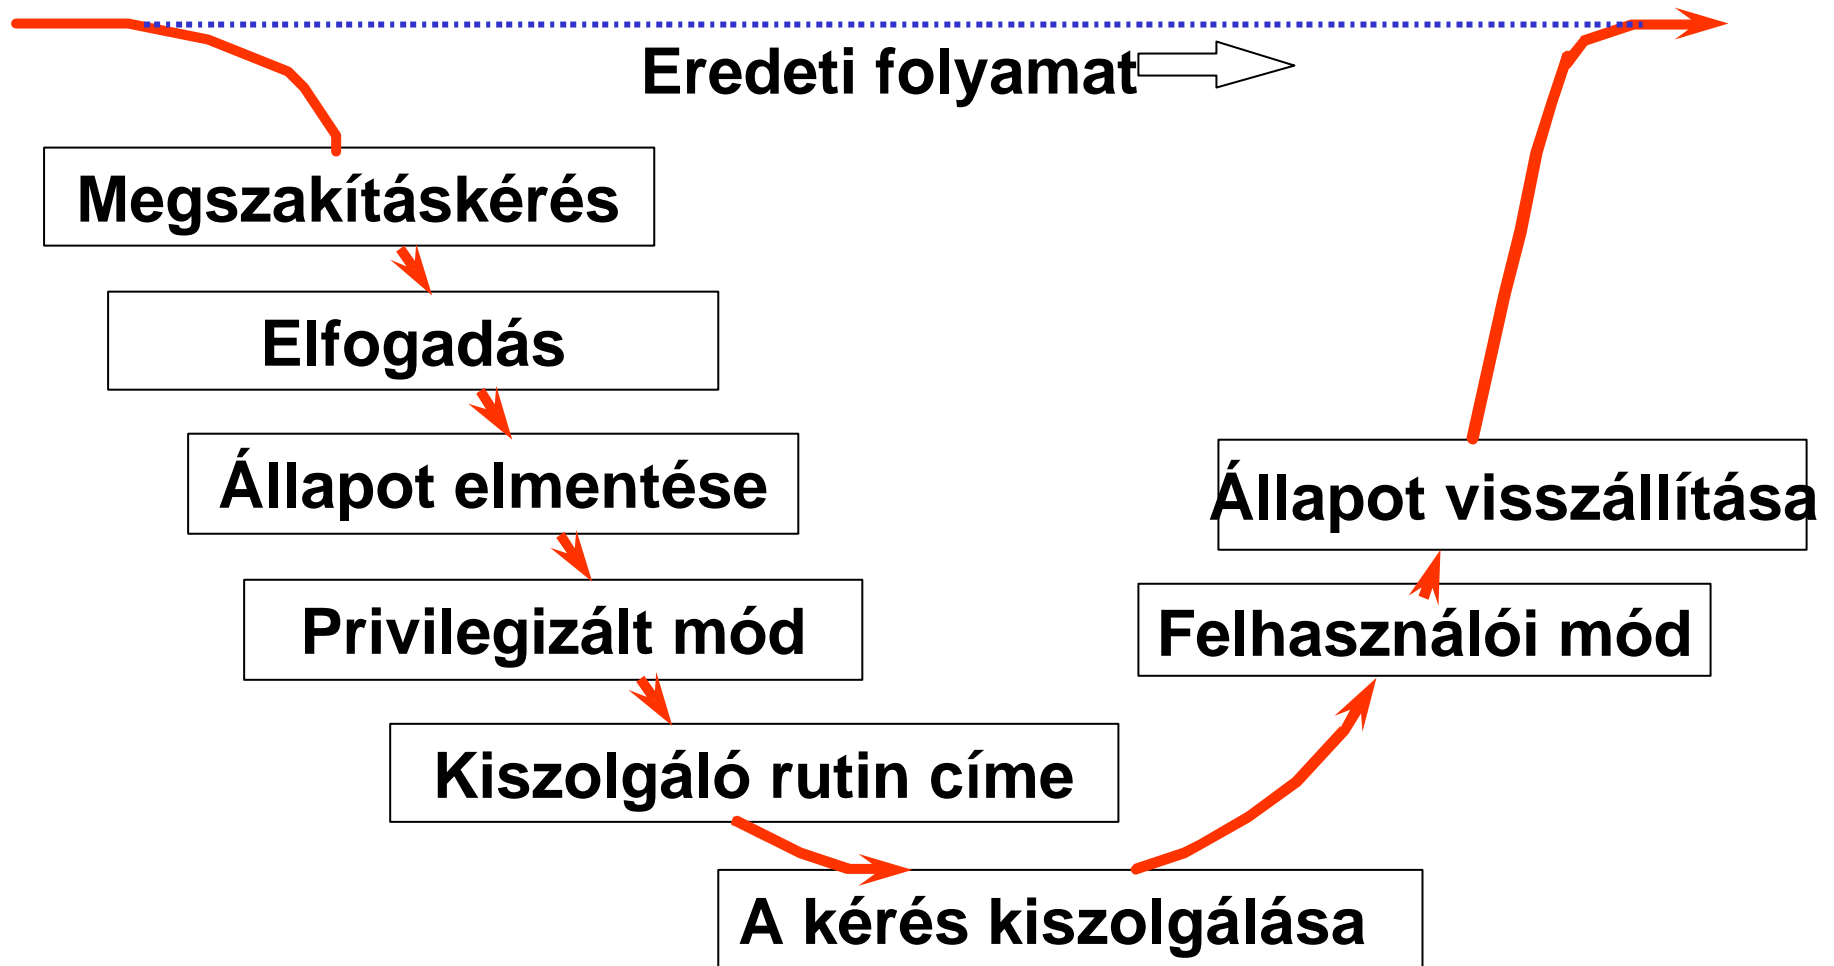 Eredeti folyamat
Megszakításkérés
Elfogadás
Állapot elmentése
Privilegizált mód
Kiszolgáló rutin címe
A kérés kiszolgálása
Felhasználói mód
Állapot visszállítása